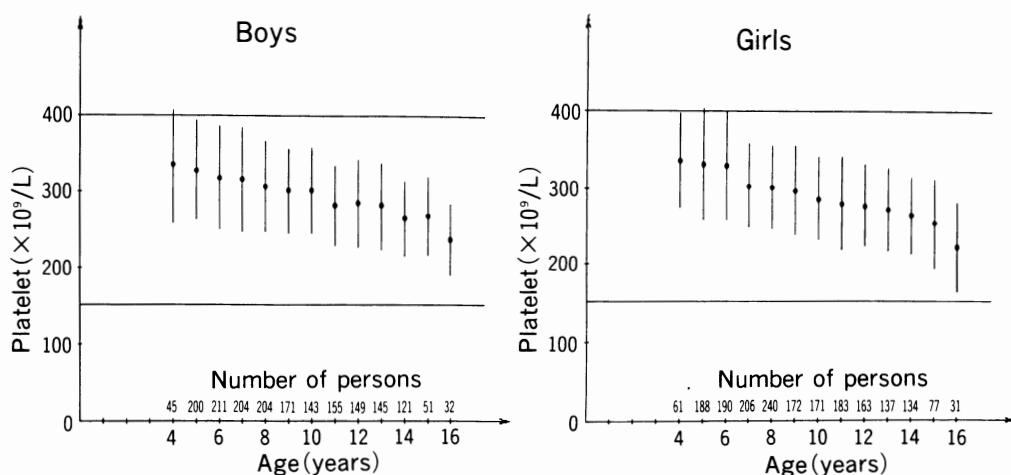 Boys
Platelet (×10⁹/L)
400
300
200
100
0
Number of persons
45 200 211 204 204 171 143 155 149 145 121 51 32
4 6 8 10 12 14 16
Age (years)
Girls
Platelet (×10⁹/L)
400
300
200
100
0
Number of persons
61 188 190 206 240 172 171 183 163 137 134 77 31
4 6 8 10 12 14 16
Age (years)